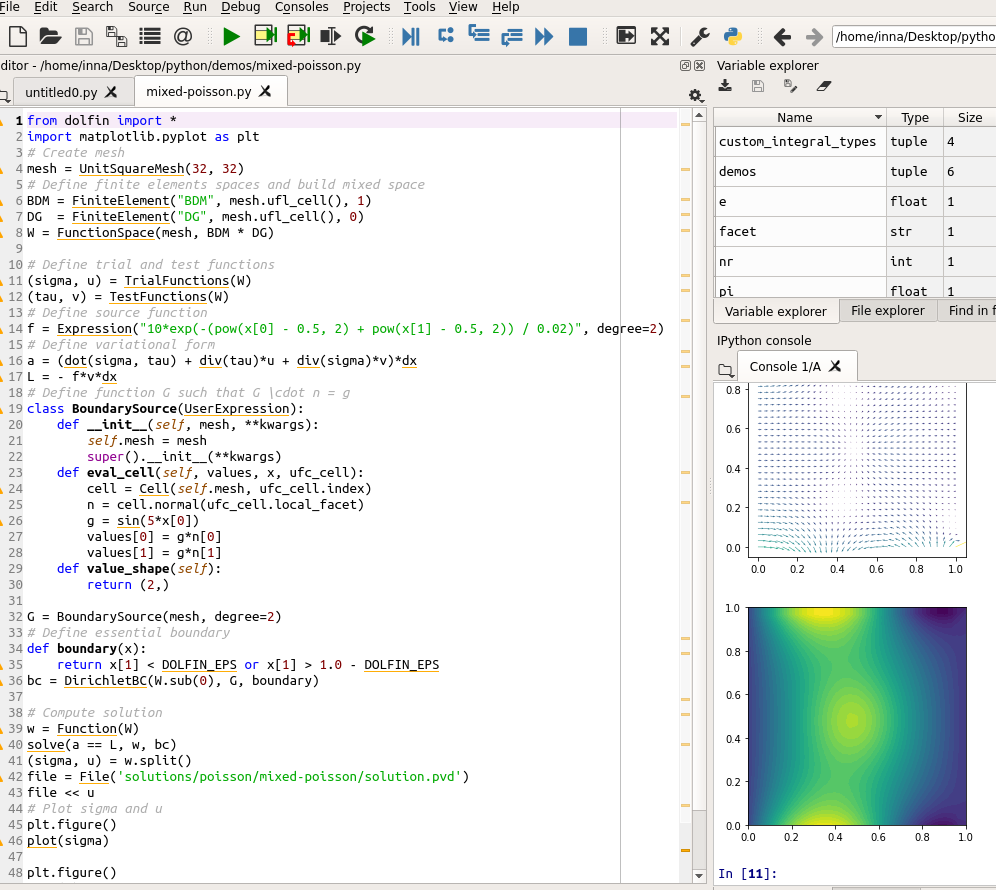 File Edit Search Source Run Debug Consoles Projects Tools View Help
/home/inna/Desktop/pytho
ditor - /home/inna/Desktop/python/demos/mixed-poisson.py
untitled0.py
mixed-poisson.py
1 from dolfin import *
2 import matplotlib.pyplot as plt
3 # Create mesh
4 mesh = UnitSquareMesh(32, 32)
5 # Define finite elements spaces and build mixed space
6 BDM = FiniteElement("BDM", mesh.ufl_cell(), 1)
7 DG  = FiniteElement("DG", mesh.ufl_cell(), 0)
8 W = FunctionSpace(mesh, BDM * DG)
9
10 # Define trial and test functions
11 (sigma, u) = TrialFunctions(W)
12 (tau, v) = TestFunctions(W)
13 # Define source function
14 f = Expression("10*exp(-(pow(x[0] - 0.5, 2) + pow(x[1] - 0.5, 2)) / 0.02)", degree=2)
15 # Define variational form
16 a = (dot(sigma, tau) + div(tau)*u + div(sigma)*v)*dx
17 L = - f*v*dx
18 # Define function G such that G \cdot n = g
19 class BoundarySource(UserExpression):
20     def __init__(self, mesh, **kwargs):
21         self.mesh = mesh
22         super().__init__(**kwargs)
23     def eval_cell(self, values, x, ufc_cell):
24         cell = Cell(self.mesh, ufc_cell.index)
25         n = cell.normal(ufc_cell.local_facet)
26         g = sin(5*x[0])
27         values[0] = g*n[0]
28         values[1] = g*n[1]
29     def value_shape(self):
30         return (2,)
31
32 G = BoundarySource(mesh, degree=2)
33 # Define essential boundary
34 def boundary(x):
35     return x[1] < DOLFIN_EPS or x[1] > 1.0 - DOLFIN_EPS
36 bc = DirichletBC(W.sub(0), G, boundary)
37
38 # Compute solution
39 w = Function(W)
40 solve(a == L, w, bc)
41 (sigma, u) = w.split()
42 file = File('solutions/poisson/mixed-poisson/solution.pvd')
43 file << u
44 # Plot sigma and u
45 plt.figure()
46 plot(sigma)
47
48 plt.figure()
Variable explorer
Name Type Size
custom_integral_types tuple 4
demos tuple 6
e float 1
facet str 1
nr int 1
pi float 1
Variable explorer File explorer Find in f
IPython console
Console 1/A
0.8
0.6
0.4
0.2
0.0
0.0 0.2 0.4 0.6 0.8 1.0
1.0
0.8
0.6
0.4
0.2
0.0
0.0 0.2 0.4 0.6 0.8 1.0
In [11]: